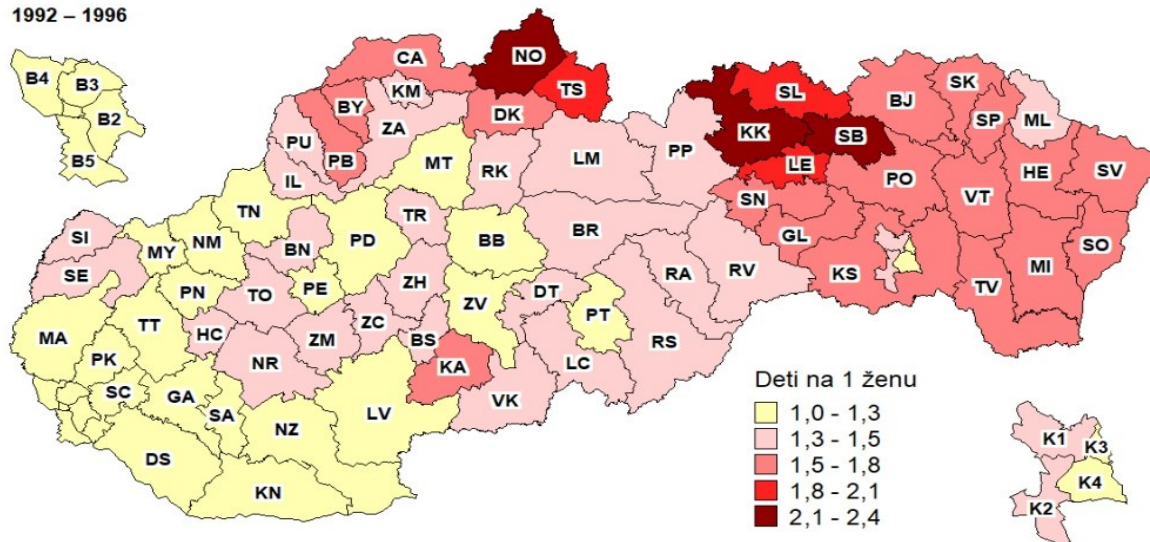 1992 – 1996
B4
B3
B2
B5
CA
NO
TS
KM
BY
ZA
DK
PU
PB
IL
MT
RK
LM
PP
SL
KK
SB
LE
BJ
SK
SP
ML
HE
SV
PO
VT
SN
GL
KS
TV
MI
SO
TN
TR
BB
BR
RA
RV
SI
MY
NM
BN
PD
SE
PN
TO
PE
ZH
ZV
DT
PT
MA
TT
HC
ZM
ZC
BS
KA
LC
RS
PK
SC
GA
SA
NR
LV
VK
NZ
DS
KN
Deti na 1 ženu
1,0 - 1,3
1,3 - 1,5
1,5 - 1,8
1,8 - 2,1
2,1 - 2,4
K1
K3
K4
K2